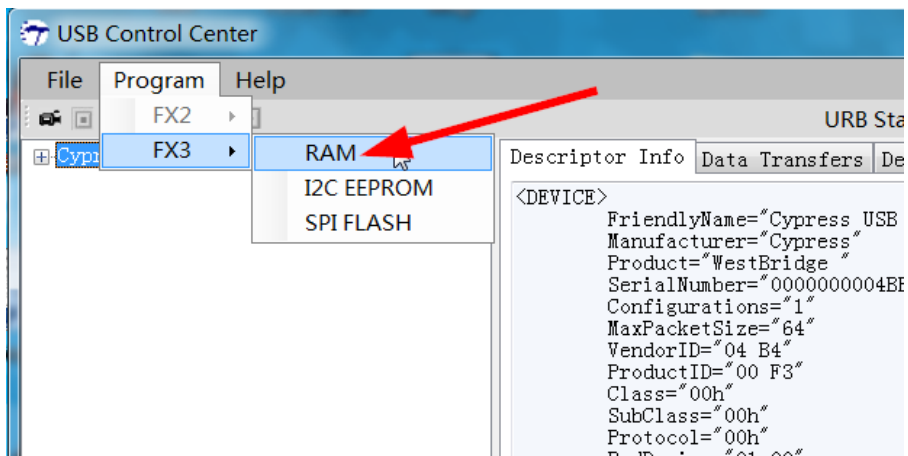 USB Control Center
File Program Help
FX2
URB Sta
FX3
RAM
I2C EEPROM
SPI FLASH
Cypr
Descriptor Info Data Transfers De
<DEVICE>
FriendlyName="Cypress USB
Manufacturer="Cypress"
Product="WestBridge "
SerialNumber="0000000004BE
Configurations="1"
MaxPacketSize="64"
VendorID="04 B4"
ProductID="00 F3"
Class="00h"
SubClass="00h"
Protocol="00h"